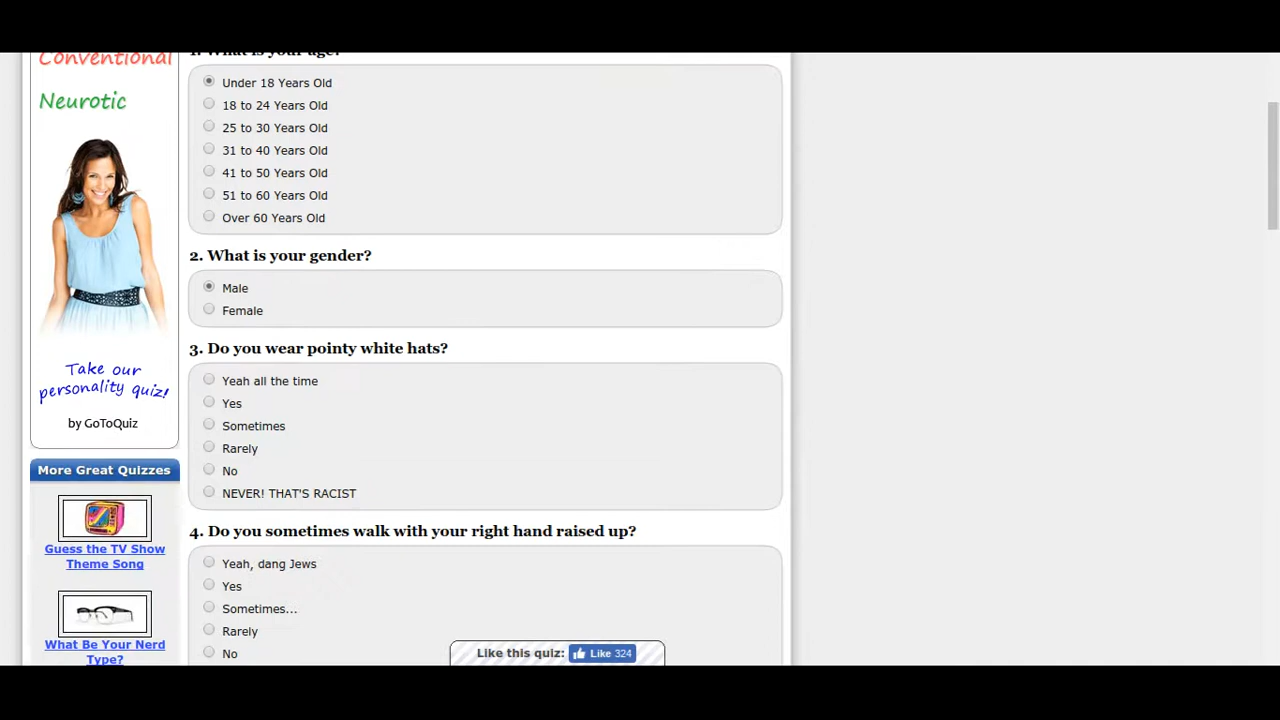 Conventional
Neurotic
Take our
personality quiz!
by GoToQuiz
More Great Quizzes
Guess the TV Show
Theme Song
What Be Your Nerd
Type?
1. What is your age?
Under 18 Years Old
18 to 24 Years Old
25 to 30 Years Old
31 to 40 Years Old
41 to 50 Years Old
51 to 60 Years Old
Over 60 Years Old
2. What is your gender?
Male
Female
3. Do you wear pointy white hats?
Yeah all the time
Yes
Sometimes
Rarely
No
NEVER! THAT'S RACIST
4. Do you sometimes walk with your right hand raised up?
Yeah, dang Jews
Yes
Sometimes...
Rarely
No
Like this quiz: Like 324